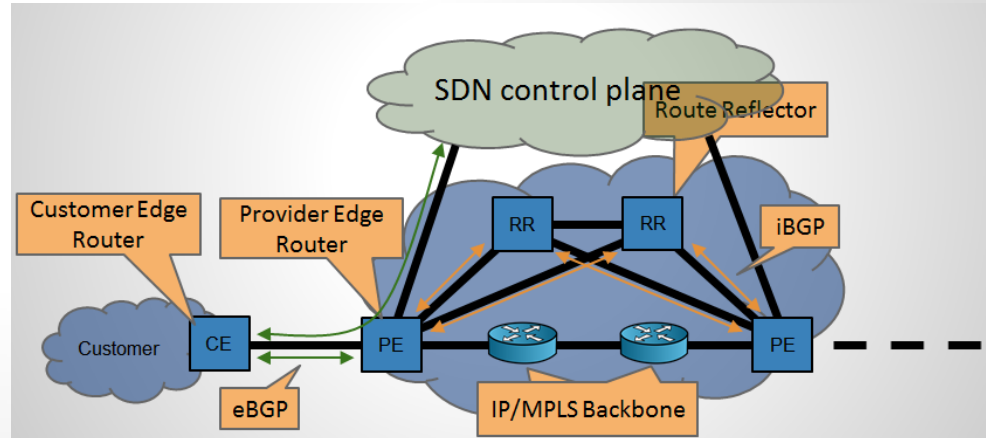 SDN control plane
Route Reflector
Customer Edge
Router
Provider Edge
Router
RR
RR
iBGP
Customer
CE
PE
PE
eBGP
IP/MPLS Backbone